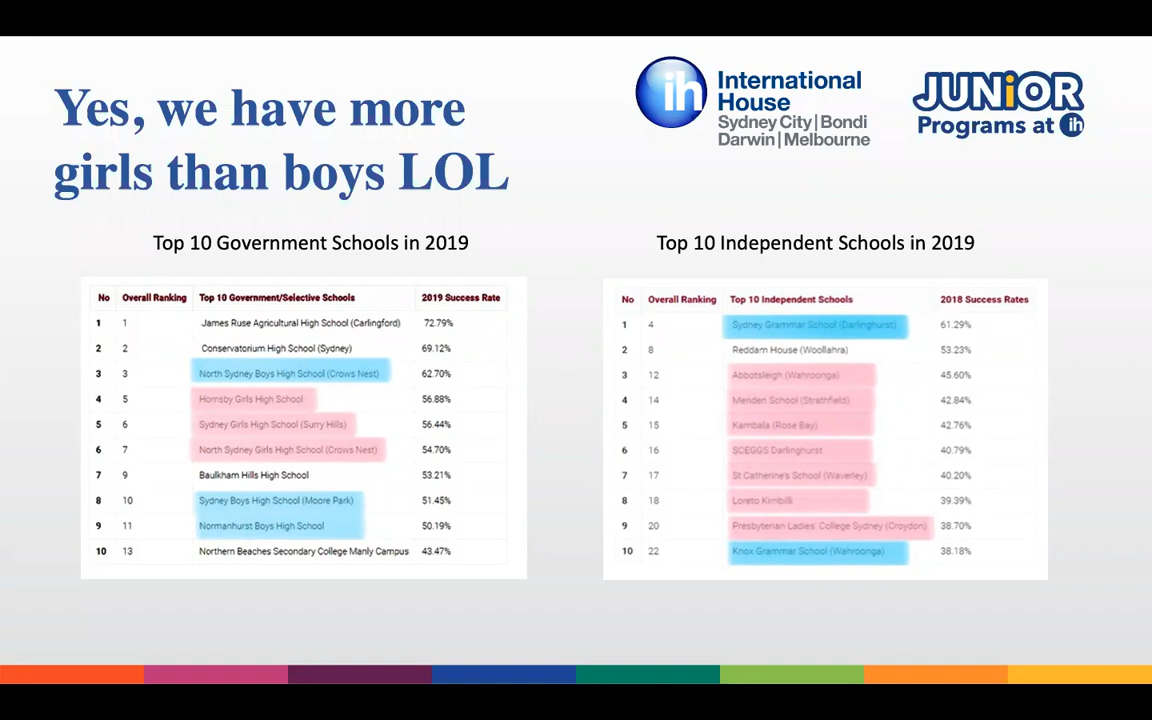 Yes, we have more
girls than boys LOL
ih
International
House
Sydney City|Bondi
Darwin|Melbourne
JUNiOR
Programs at ih
Top 10 Government Schools in 2019
No Overall Ranking Top 10 Government/Selective Schools 2019 Success Rate
1 1 James Ruse Agricultural High School (Carlingford) 72.79%
2 2 Conservatorium High School (Sydney) 69.12%
3 3 North Sydney Boys High School (Crows Nest) 62.70%
4 5 Hornsby Girls High School 56.88%
5 6 Sydney Girls High School (Surry Hills) 56.44%
6 7 North Sydney Girls High School (Crows Nest) 54.70%
7 9 Baulkham Hills High School 53.21%
8 10 Sydney Boys High School (Moore Park) 51.45%
9 11 Normanhurst Boys High School 50.19%
10 13 Northern Beaches Secondary College Manly Campus 43.47%
Top 10 Independent Schools in 2019
No Overall Ranking Top 10 Independent Schools 2018 Success Rates
1 4 Sydney Grammar School (Darlinghurst) 61.29%
2 8 Reddam House (Woollahra) 53.23%
3 12 Abbotsleigh (Wahroonga) 45.60%
4 14 Meriden School (Strathfield) 42.84%
5 15 Kambala (Rose Bay) 42.76%
6 16 SCEGGS Darlinghurst 40.79%
7 17 St Catherine's School (Waverley) 40.20%
8 18 Loreto Kirribilli 39.39%
9 20 Presbyterian Ladies' College Sydney (Croydon) 38.70%
10 22 Knox Grammar School (Wahroonga) 38.18%